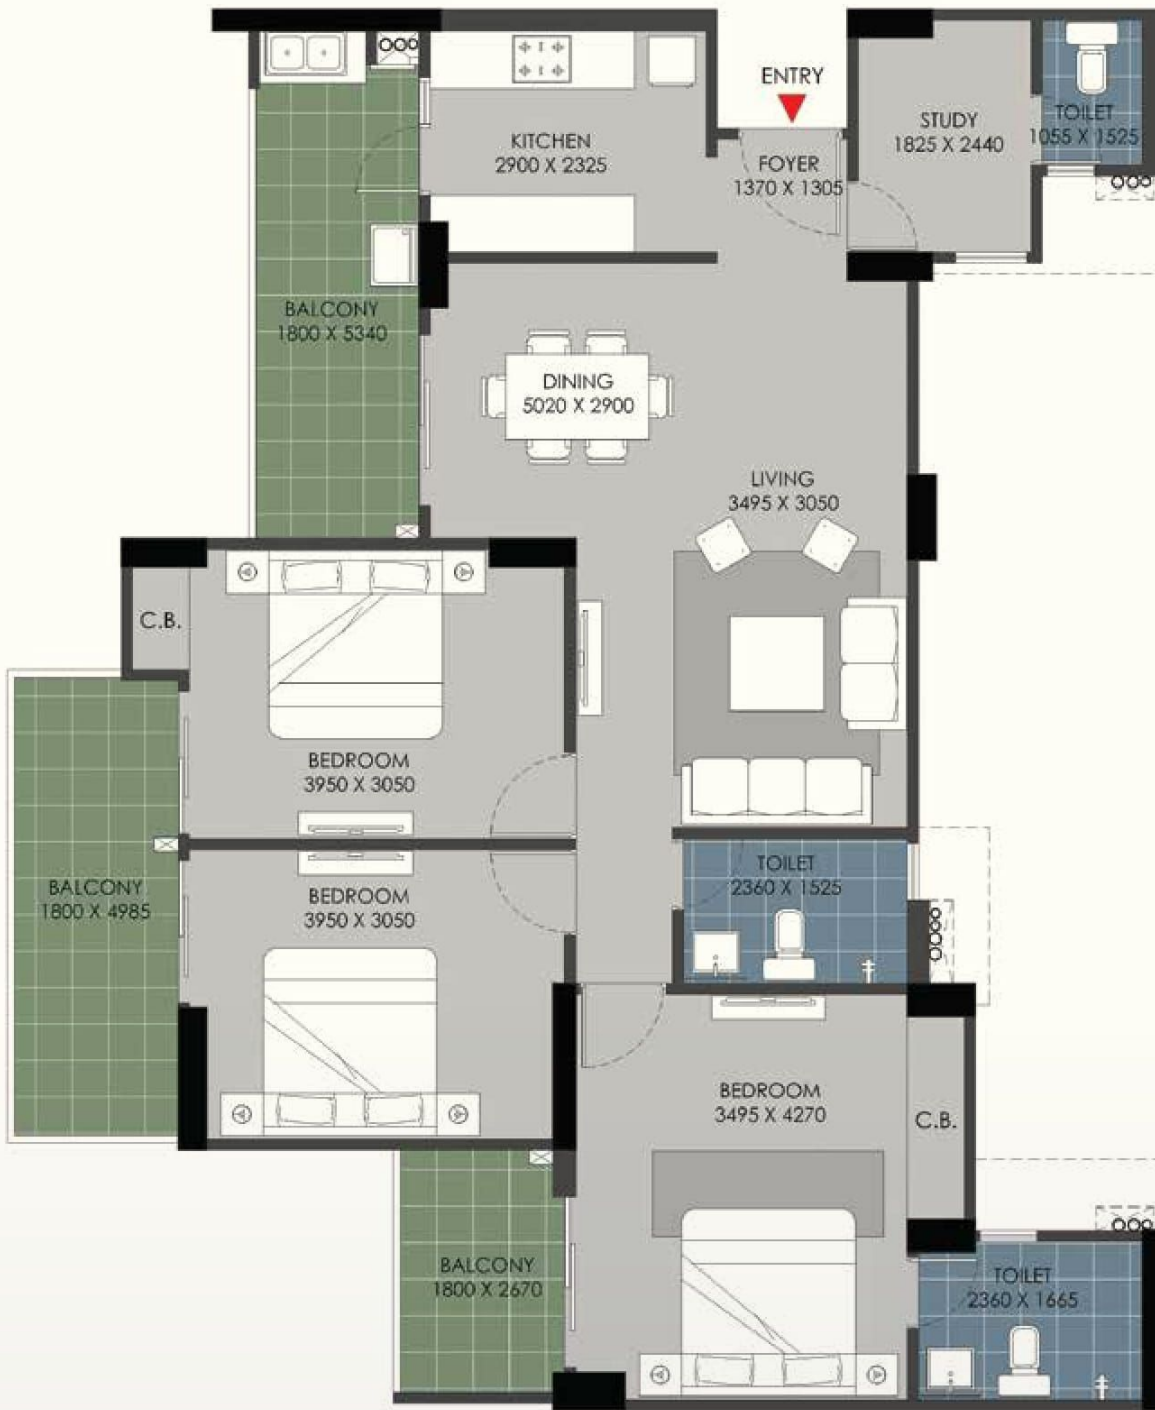 ENTRY
KITCHEN
2900 X 2325
FOYER
1370 X 1305
STUDY
1825 X 2440
TOILET
1055 X 1525
BALCONY
1800 X 5340
DINING
5020 X 2900
LIVING
3495 X 3050
C.B.
BEDROOM
3950 X 3050
BALCONY
1800 X 4985
BEDROOM
3950 X 3050
TOILET
2360 X 1525
BEDROOM
3495 X 4270
C.B.
BALCONY
1800 X 2670
TOILET
2360 X 1665